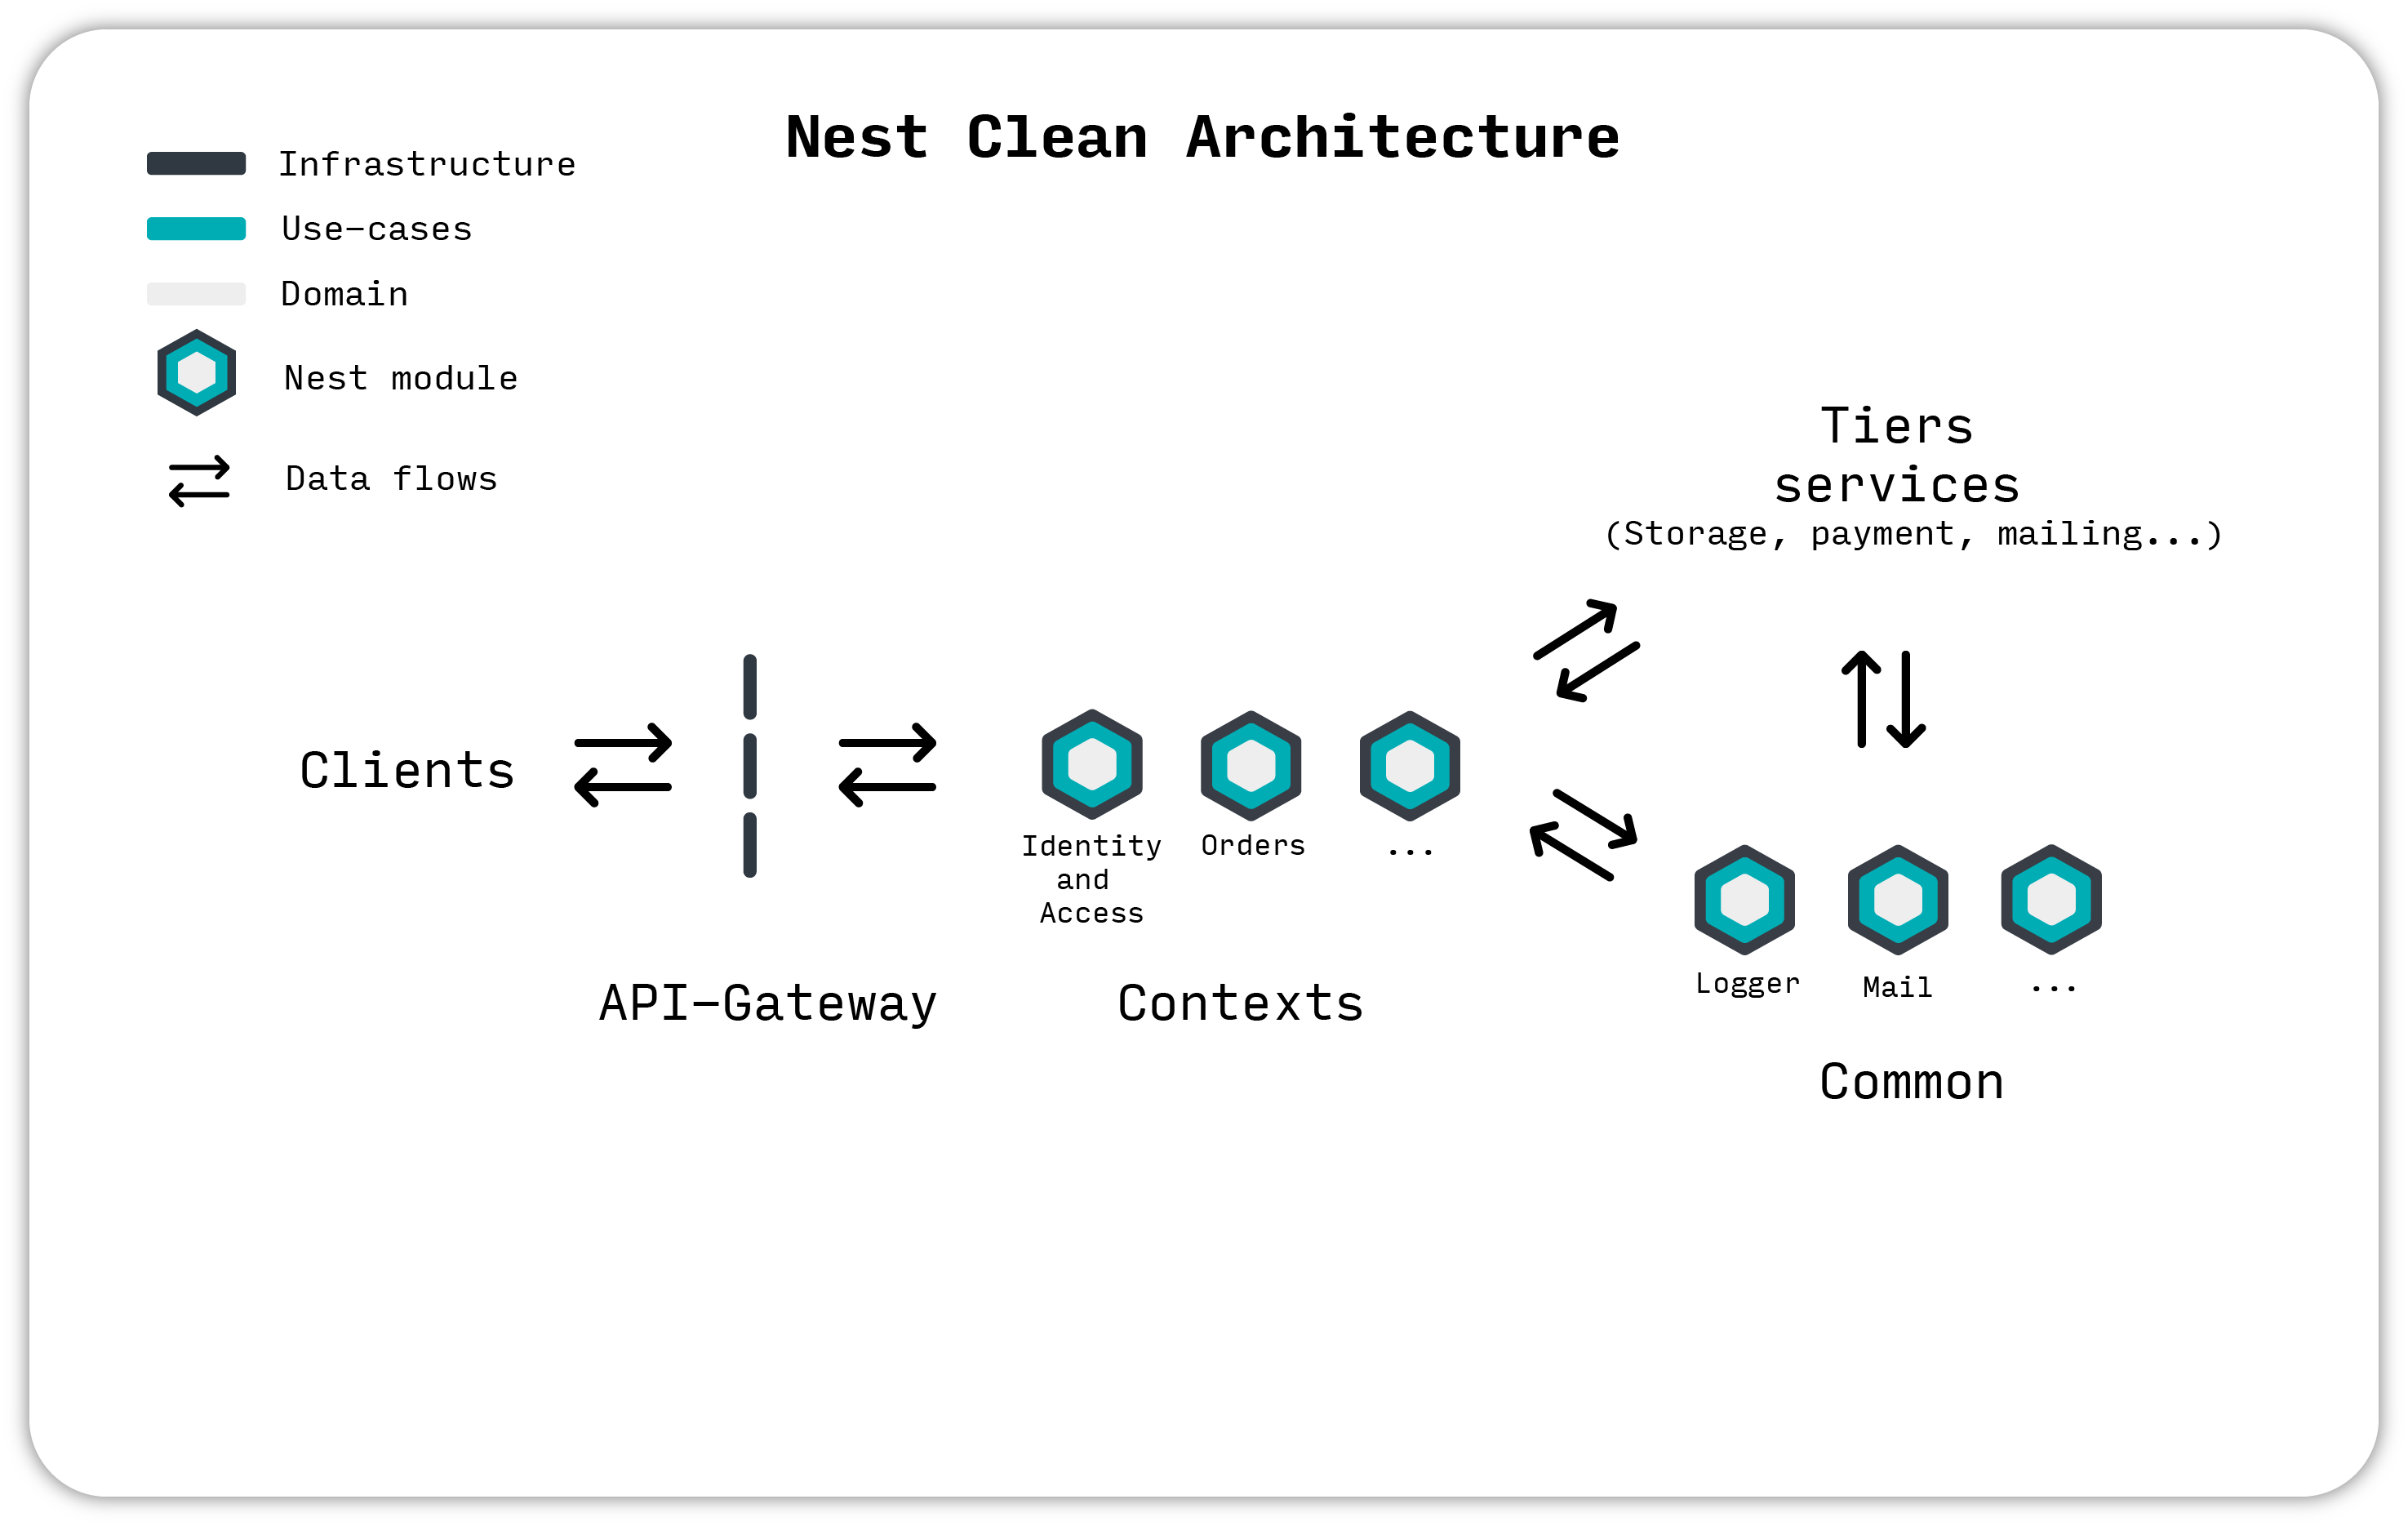 Nest Clean Architecture
Infrastructure
Use-cases
Domain
Nest module
Data flows
Tiers
services
(Storage, payment, mailing...)
Clients
Identity
and
Access
Orders
...
API-Gateway
Contexts
Logger
Mail
...
Common